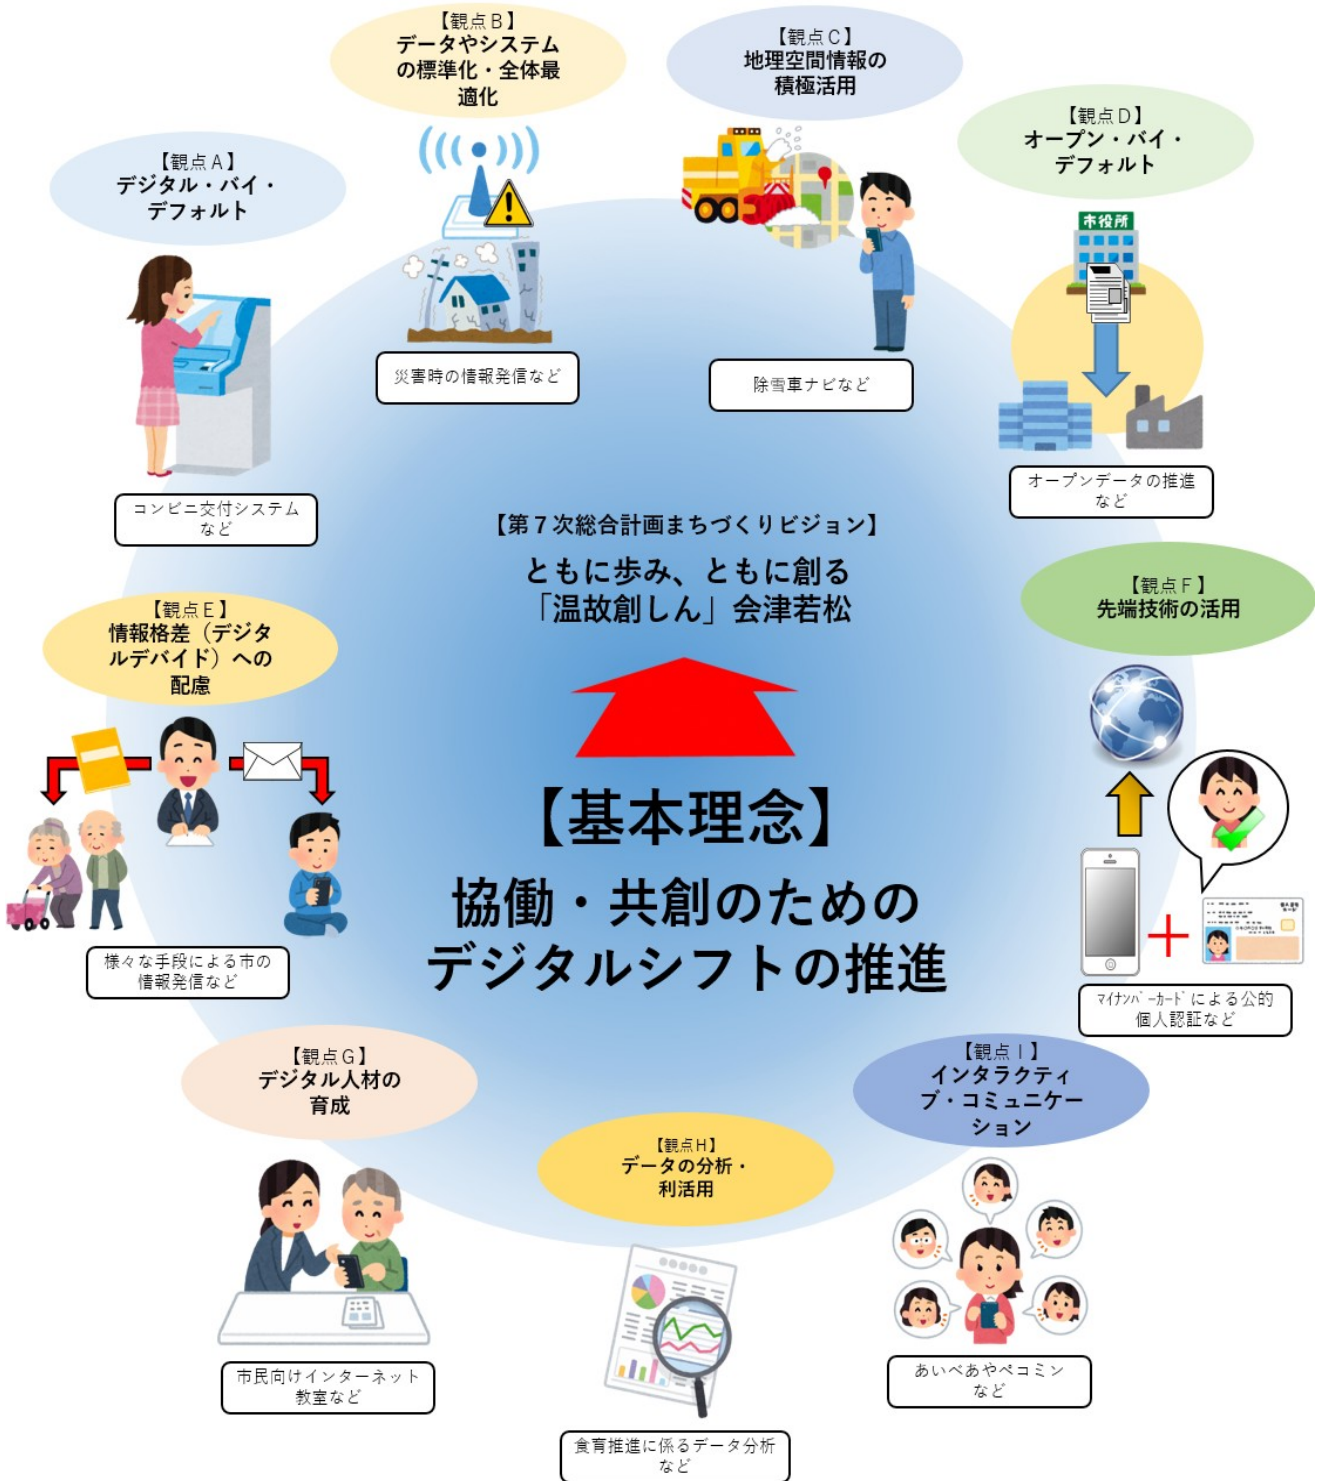 【観点Ａ】
デジタル・バイ・
デフォルト
コンビニ交付システム
など
【観点Ｂ】
データやシステム
の標準化・全体最
適化
災害時の情報発信など
【観点Ｃ】
地理空間情報の
積極活用
除雪車ナビなど
【観点Ｄ】
オープン・バイ・
デフォルト
市役所
オープンデータの推進
など
【第７次総合計画まちづくりビジョン】
ともに歩み、ともに創る
「温故創しん」会津若松
【基本理念】
協働・共創のための
デジタルシフトの推進
【観点Ｅ】
情報格差（デジタ
ルデバイド）への
配慮
様々な手段による市の
情報発信など
【観点Ｆ】
先端技術の活用
ﾏｲﾅﾝﾊﾞｰｶｰﾄﾞによる公的
個人認証など
【観点Ｇ】
デジタル人材の
育成
市民向けインターネット
教室など
【観点Ｈ】
データの分析・
利活用
食育推進に係るデータ分析
など
【観点Ｉ】
インタラクティ
ブ・コミュニケー
ション
あいべあやペコミン
など